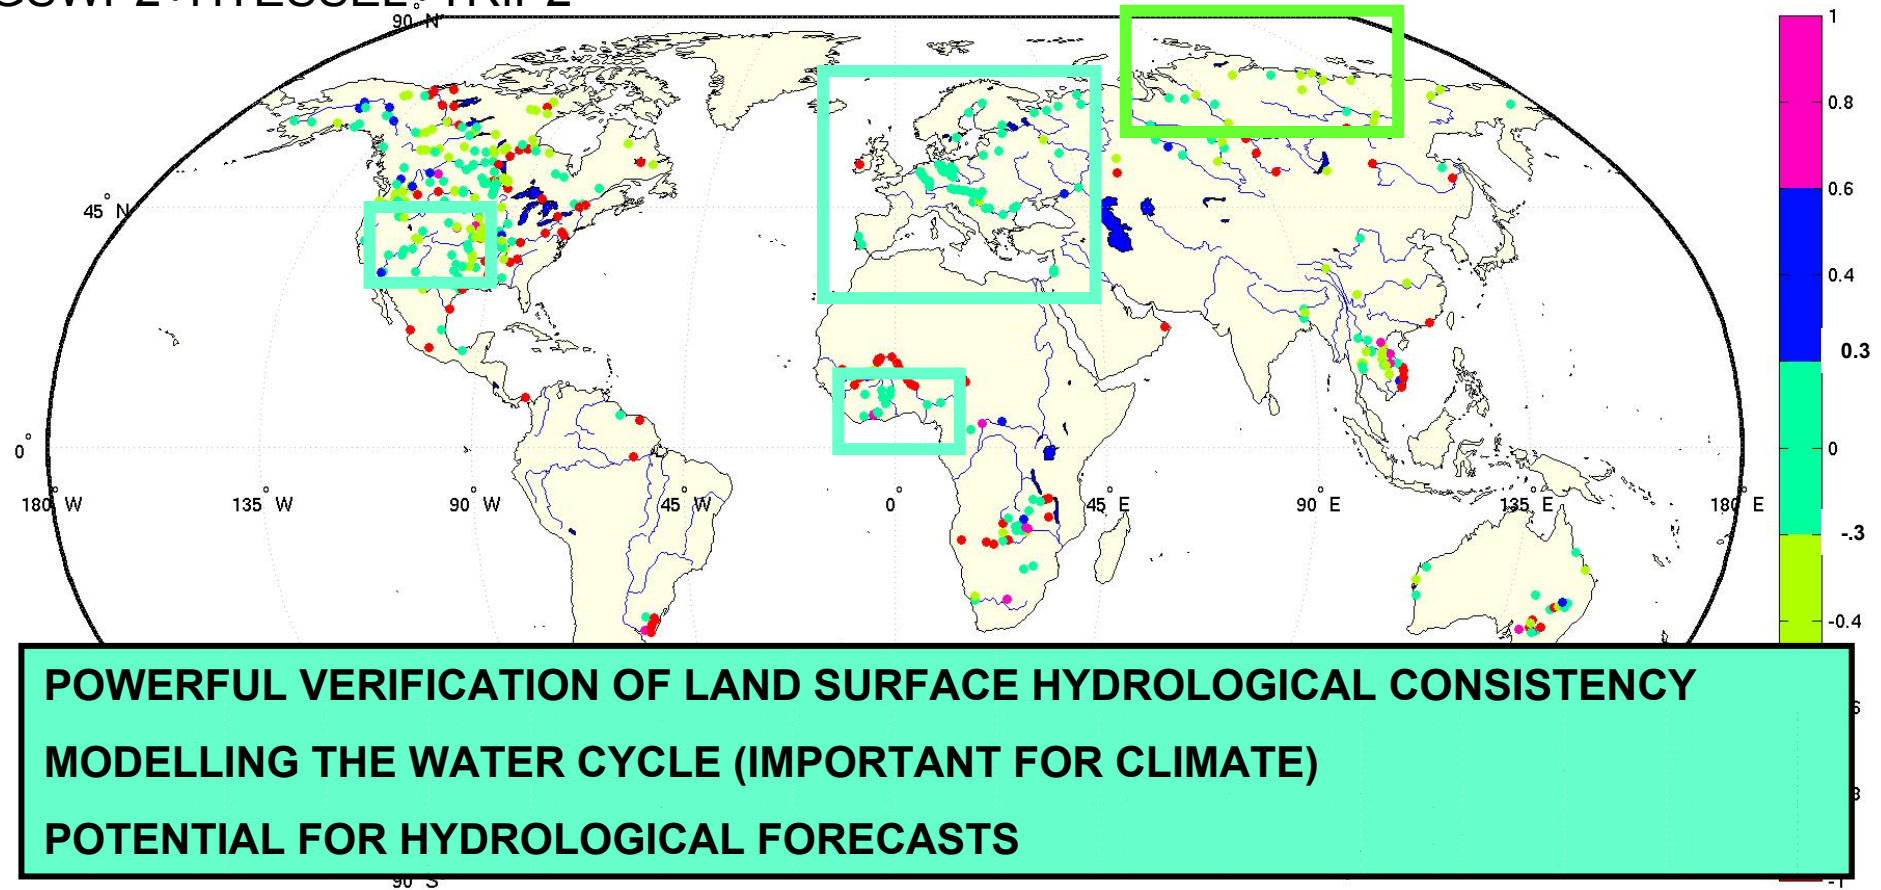 90° N
1
0.8
0.6
45° N
0.4
0.3
0
0°
180° W
135° W
90° W
45° W
0°
45° E
90° E
135° E
180° E
-.3
-0.4
POWERFUL VERIFICATION OF LAND SURFACE HYDROLOGICAL CONSISTENCY
MODELLING THE WATER CYCLE (IMPORTANT FOR CLIMATE)
POTENTIAL FOR HYDROLOGICAL FORECASTS
90° S
-1